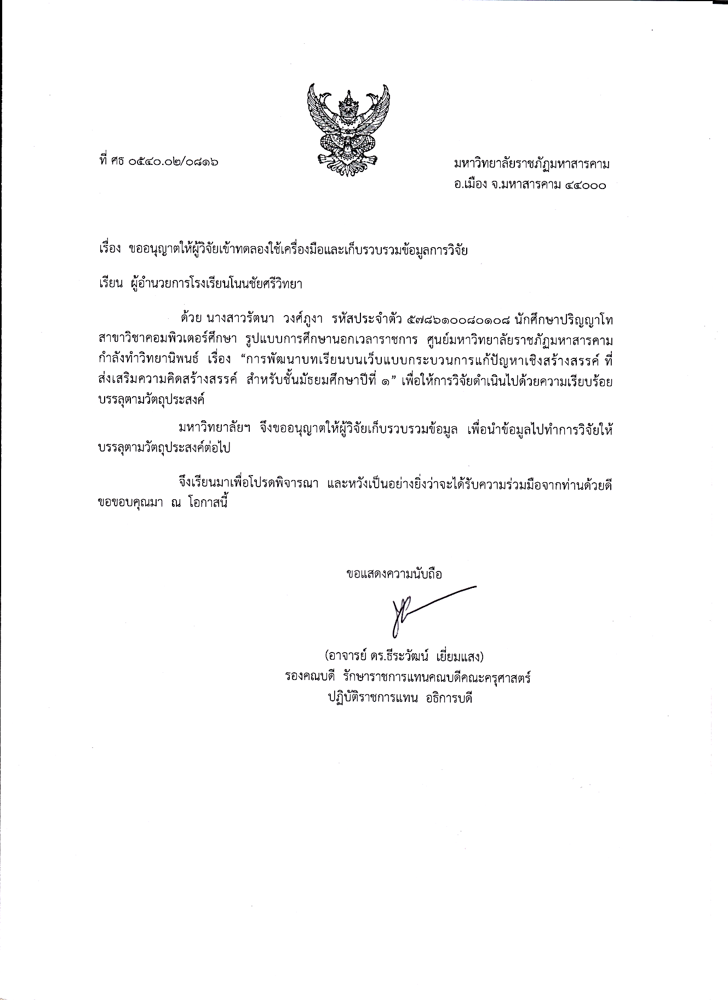 ที่ ศธ ๐๕๔๐.๐๒/๐๘๑๖
มหาวิทยาลัยราชภัฏมหาสารคาม
อ.เมือง จ.มหาสารคาม ๔๔๐๐๐
เรื่อง ขออนุญาตให้ผู้วิจัยเข้าทดลองใช้เครื่องมือและเก็บรวบรวมข้อมูลการวิจัย
เรียน ผู้อำนวยการโรงเรียนโนนชัยศรีวิทยา
ด้วย นางสาวรัตนา วงศ์ภูงา รหัสประจำตัว ๕๗๘๖๑๐๐๘๐๑๐๘ นักศึกษาปริญญาโท
สาขาวิชาคอมพิวเตอร์ศึกษา รูปแบบการศึกษานอกเวลาราชการ ศูนย์มหาวิทยาลัยราชภัฏมหาสารคาม
กำลังทำวิทยานิพนธ์ เรื่อง “การพัฒนาบทเรียนบนเว็บแบบกระบวนการแก้ปัญหาเชิงสร้างสรรค์ ที่
ส่งเสริมความคิดสร้างสรรค์ สำหรับชั้นมัธยมศึกษาปีที่ ๑” เพื่อให้การวิจัยดำเนินไปด้วยความเรียบร้อย
บรรลุตามวัตถุประสงค์
มหาวิทยาลัยฯ จึงขออนุญาตให้ผู้วิจัยเก็บรวบรวมข้อมูล เพื่อนำข้อมูลไปทำการวิจัยให้
บรรลุตามวัตถุประสงค์ต่อไป
จึงเรียนมาเพื่อโปรดพิจารณา และหวังเป็นอย่างยิ่งว่าจะได้รับความร่วมมือจากท่านด้วยดี
ขอขอบคุณมา ณ โอกาสนี้
ขอแสดงความนับถือ
(อาจารย์ ดร.ธีระวัฒน์ เยี่ยมแสง)
รองคณบดี รักษาราชการแทนคณบดีคณะครุศาสตร์
ปฏิบัติราชการแทน อธิการบดี